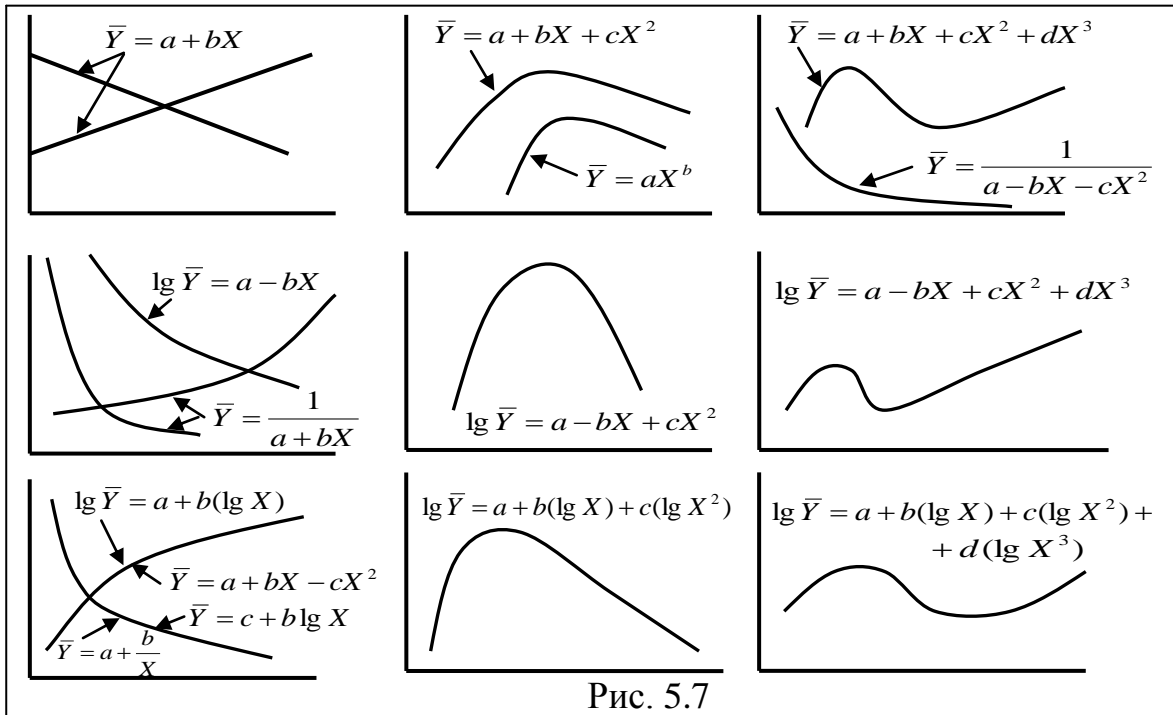 Ȳ = a + bX
Ȳ = a + bX + cX²
Ȳ = aXᵇ
Ȳ = a + bX + cX² + dX³
Ȳ = 1/(a − bX − cX²)
lg Ȳ = a − bX
Ȳ = 1/(a + bX)
lg Ȳ = a − bX + cX²
lg Ȳ = a − bX + cX² + dX³
lg Ȳ = a + b(lg X)
Ȳ = a + bX − cX²
Ȳ = c + b lg X
Ȳ = a + b/X
lg Ȳ = a + b(lg X) + c(lg X²)
lg Ȳ = a + b(lg X) + c(lg X²) +
+ d(lg X³)
Рис. 5.7